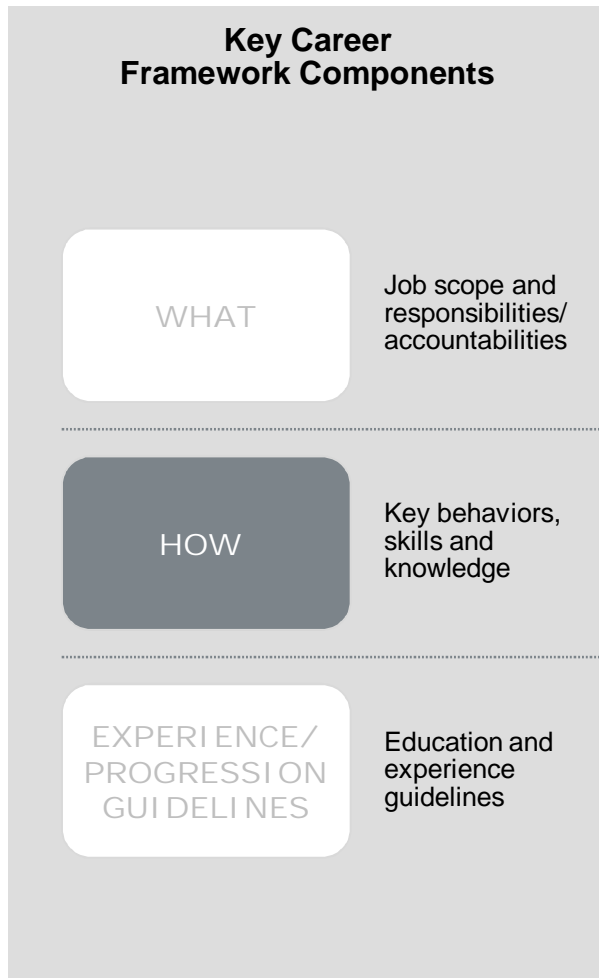 Key Career
Framework Components
WHAT
Job scope and
responsibilities/
accountabilities
HOW
Key behaviors,
skills and
knowledge
EXPERIENCE/
PROGRESSION
GUIDELINES
Education and
experience
guidelines